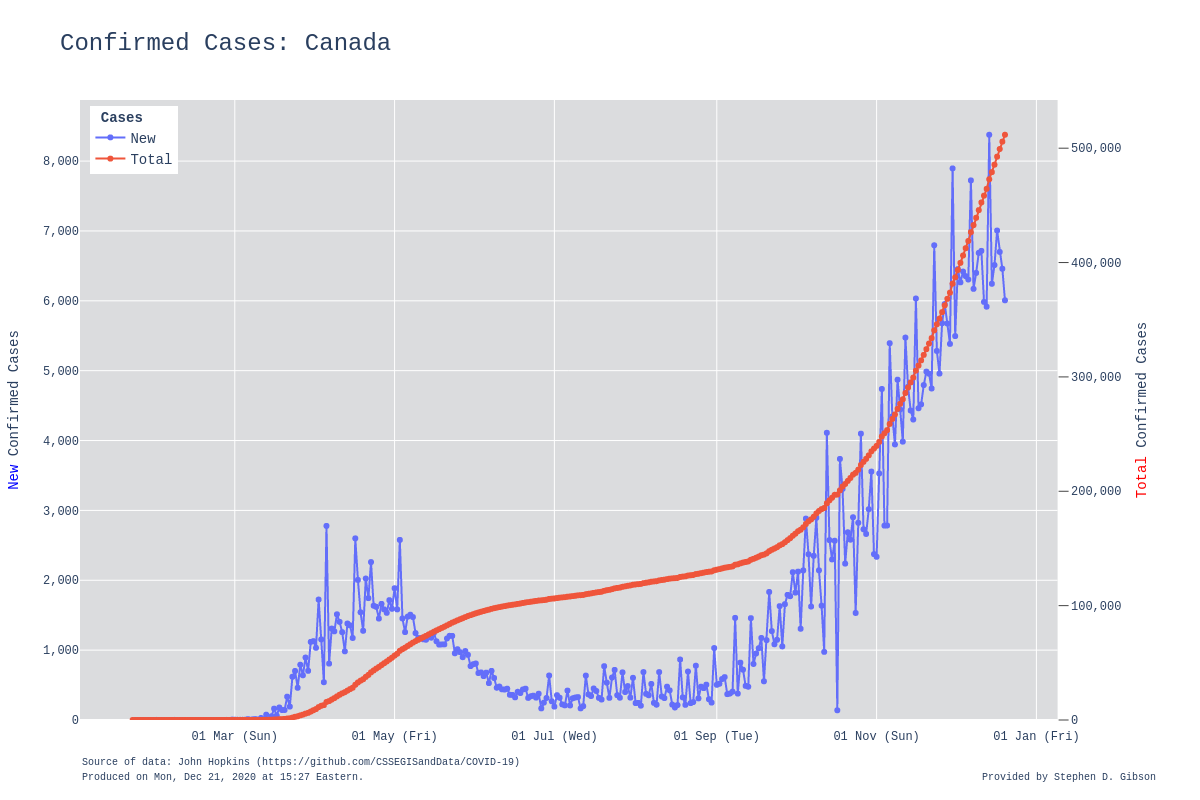 Confirmed Cases: Canada
Cases
New
Total
8,000
7,000
6,000
5,000
4,000
3,000
2,000
1,000
0
New Confirmed Cases
500,000
400,000
300,000
200,000
100,000
0
Total Confirmed Cases
01 Mar (Sun) 01 May (Fri) 01 Jul (Wed) 01 Sep (Tue) 01 Nov (Sun) 01 Jan (Fri)
Source of data: John Hopkins (https://github.com/CSSEGISandData/COVID-19)
Produced on Mon, Dec 21, 2020 at 15:27 Eastern.
Provided by Stephen D. Gibson